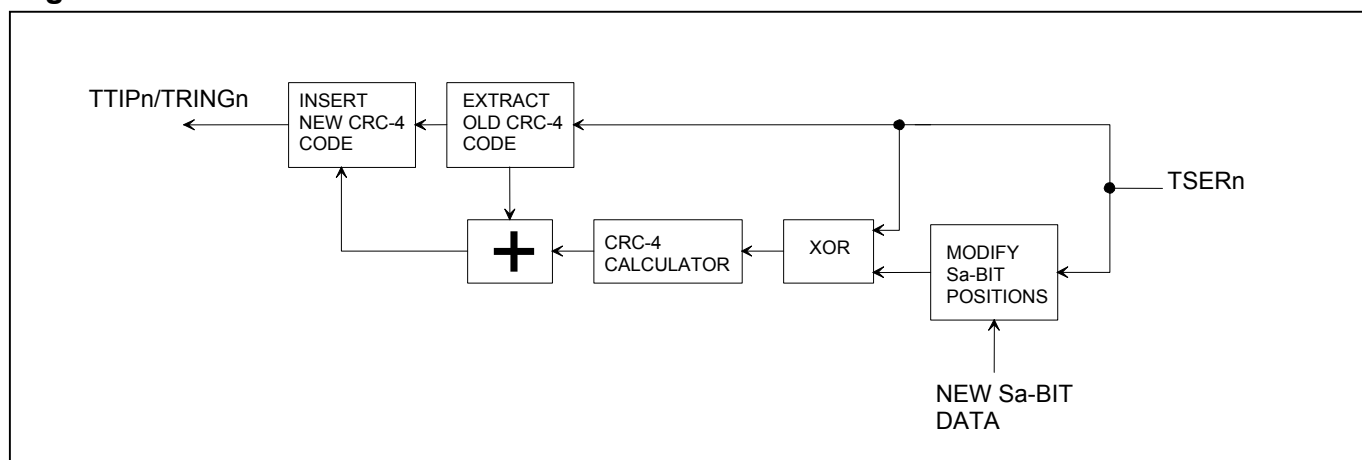 TTIPn/TRINGn
INSERT
NEW CRC-4
CODE
EXTRACT
OLD CRC-4
CODE
TSERn
+
CRC-4
CALCULATOR
XOR
MODIFY
Sa-BIT
POSITIONS
NEW Sa-BIT
DATA